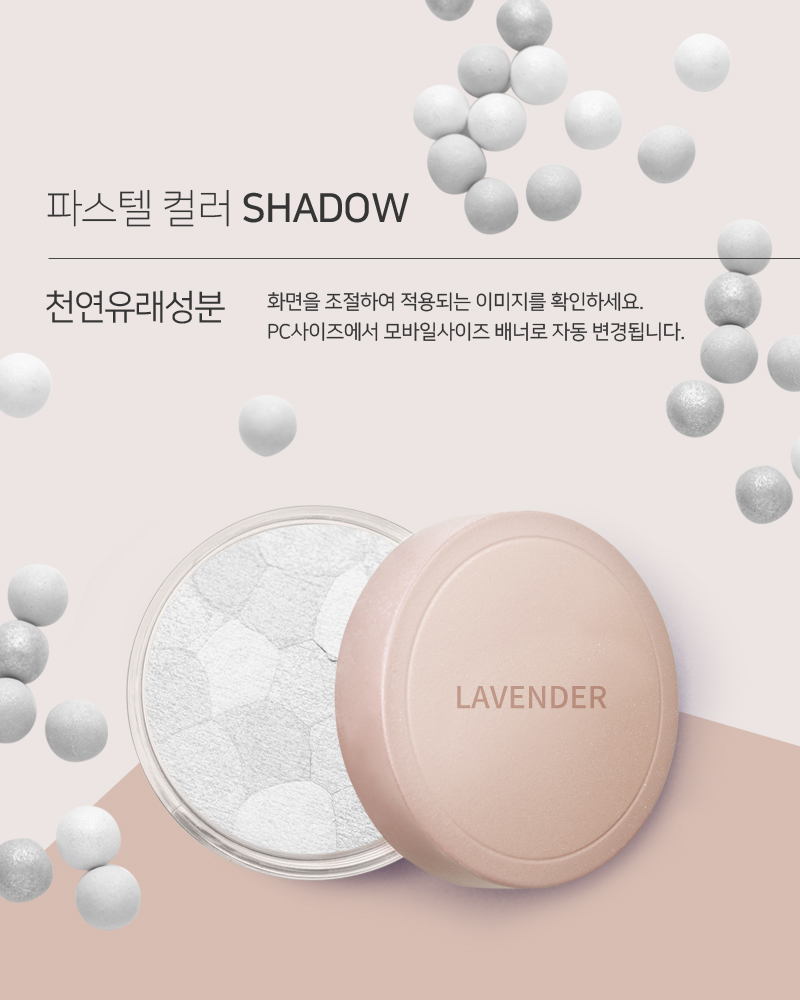 파스텔 컬러 SHADOW
천연유래성분
화면을 조절하여 적용되는 이미지를 확인하세요.
PC사이즈에서 모바일사이즈 배너로 자동 변경됩니다.
LAVENDER